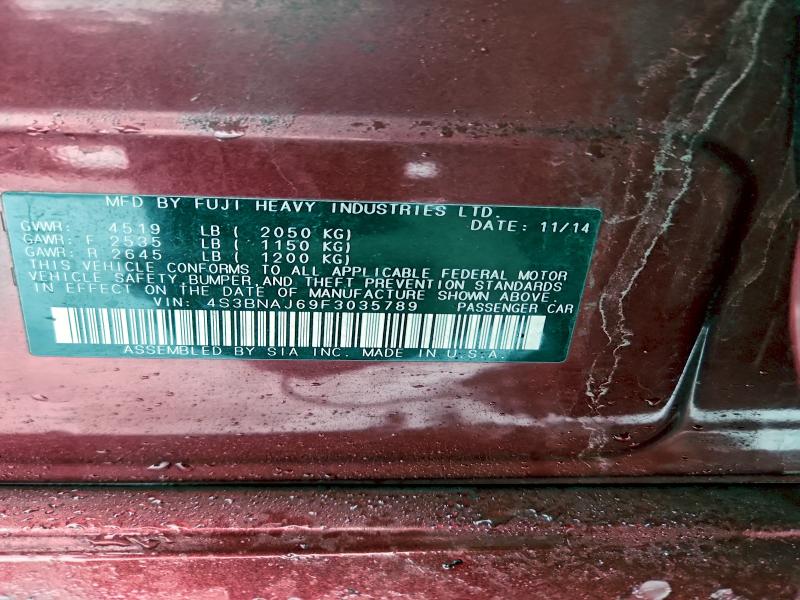 MFD BY FUJI HEAVY INDUSTRIES LTD.
DATE: 11/14
GVWR: 4519 LB ( 2050 KG)
GAWR: F 2535 LB ( 1150 KG)
GAWR: R 2645 LB ( 1200 KG)
THIS VEHICLE CONFORMS TO ALL APPLICABLE FEDERAL MOTOR
VEHICLE SAFETY,BUMPER, AND THEFT PREVENTION STANDARDS
IN EFFECT ON THE DATE OF MANUFACTURE SHOWN ABOVE.
VIN: 4S3BNAJ69F3035789 PASSENGER CAR
ASSEMBLED BY SIA INC. MADE IN U.S.A.